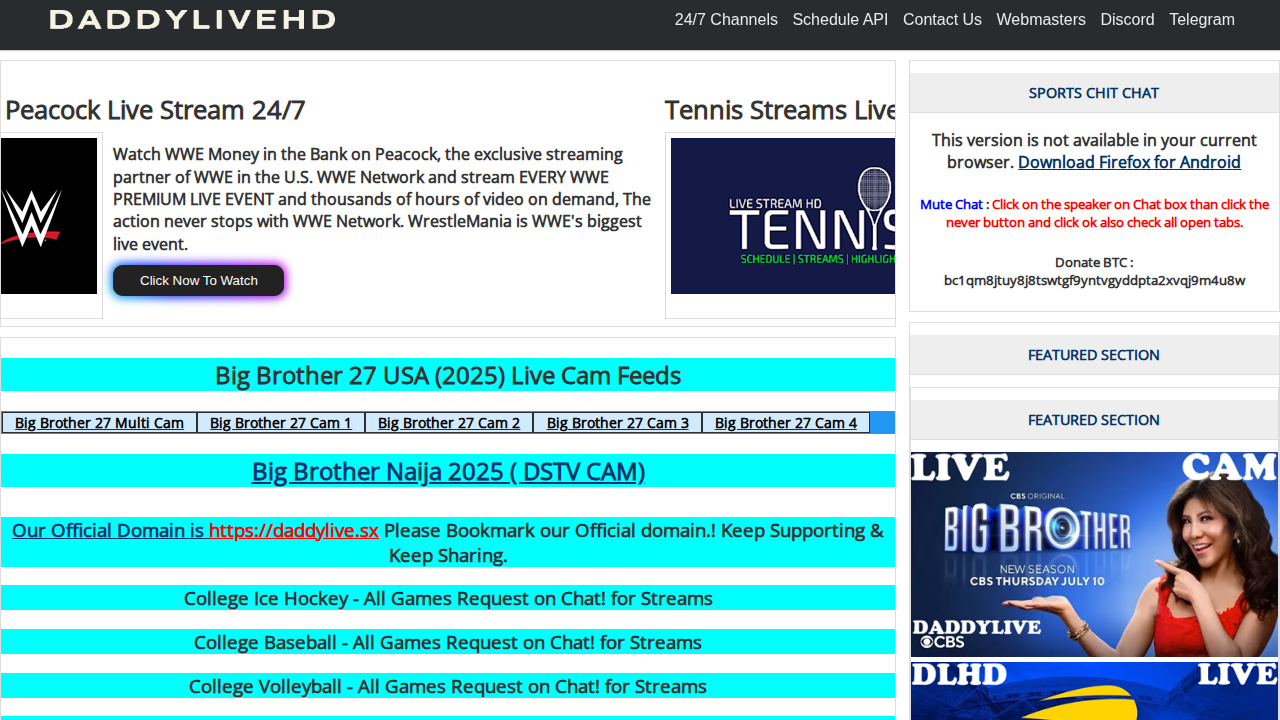 DADDYLIVEHD
24/7 Channels Schedule API Contact Us Webmasters Discord Telegram
Peacock Live Stream 24/7
Watch WWE Money in the Bank on Peacock, the exclusive streaming
partner of WWE in the U.S. WWE Network and stream EVERY WWE
PREMIUM LIVE EVENT and thousands of hours of video on demand, The
action never stops with WWE Network. WrestleMania is WWE's biggest
live event.
Click Now To Watch
Tennis Streams Live
LIVE STREAM HD
TENNIS
SCHEDULE | STREAMS | HIGHLIGH
Big Brother 27 USA (2025) Live Cam Feeds
Big Brother 27 Multi Cam Big Brother 27 Cam 1 Big Brother 27 Cam 2 Big Brother 27 Cam 3 Big Brother 27 Cam 4
Big Brother Naija 2025 ( DSTV CAM)
Our Official Domain is https://daddylive.sx Please Bookmark our Official domain.! Keep Supporting &
Keep Sharing.
College Ice Hockey - All Games Request on Chat! for Streams
College Baseball - All Games Request on Chat! for Streams
College Volleyball - All Games Request on Chat! for Streams
SPORTS CHIT CHAT
This version is not available in your current
browser. Download Firefox for Android
Mute Chat : Click on the speaker on Chat box than click the
never button and click ok also check all open tabs.
Donate BTC :
bc1qm8jtuy8j8tswtgf9yntvgyddpta2xvqj9m4u8w
FEATURED SECTION
FEATURED SECTION
LIVE CAM
CBS ORIGINAL
BIG BROTHER
NEW SEASON
CBS THURSDAY JULY 10
DADDYLIVE
CBS
DLHD LIVE